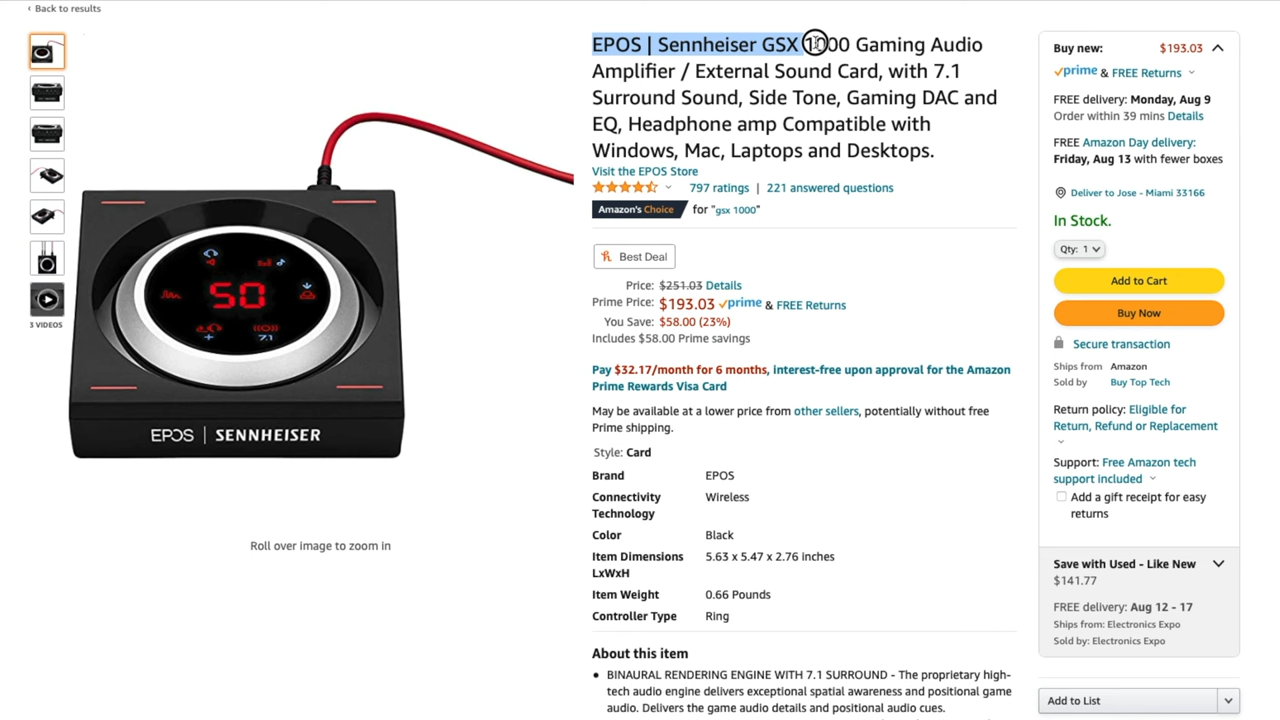 ‹ Back to results
3 VIDEOS
50
7.1
EPOS | SENNHEISER
Roll over image to zoom in
EPOS | Sennheiser GSX 1000 Gaming Audio
Amplifier / External Sound Card, with 7.1
Surround Sound, Side Tone, Gaming DAC and
EQ, Headphone amp Compatible with
Windows, Mac, Laptops and Desktops.
Visit the EPOS Store
797 ratings | 221 answered questions
Amazon's Choice for "gsx 1000"
Best Deal
Price: $251.03 Details
Prime Price: $193.03 prime & FREE Returns
You Save: $58.00 (23%)
Includes $58.00 Prime savings
Pay $32.17/month for 6 months, interest-free upon approval for the Amazon
Prime Rewards Visa Card
May be available at a lower price from other sellers, potentially without free
Prime shipping.
Style: Card
Brand EPOS
Connectivity Wireless
Technology
Color Black
Item Dimensions 5.63 x 5.47 x 2.76 inches
LxWxH
Item Weight 0.66 Pounds
Controller Type Ring
About this item
• BINAURAL RENDERING ENGINE WITH 7.1 SURROUND - The proprietary high-
tech audio engine delivers exceptional spatial awareness and positional game
audio. Delivers the game audio details and positional audio cues.
Buy new: $193.03
prime & FREE Returns
FREE delivery: Monday, Aug 9
Order within 39 mins Details
FREE Amazon Day delivery:
Friday, Aug 13 with fewer boxes
Deliver to Jose - Miami 33166
In Stock.
Qty: 1
Add to Cart
Buy Now
Secure transaction
Ships from Amazon
Sold by Buy Top Tech
Return policy: Eligible for
Return, Refund or Replacement
Support: Free Amazon tech
support included
Add a gift receipt for easy
returns
Save with Used - Like New
$141.77
FREE delivery: Aug 12 - 17
Ships from: Electronics Expo
Sold by: Electronics Expo
Add to List